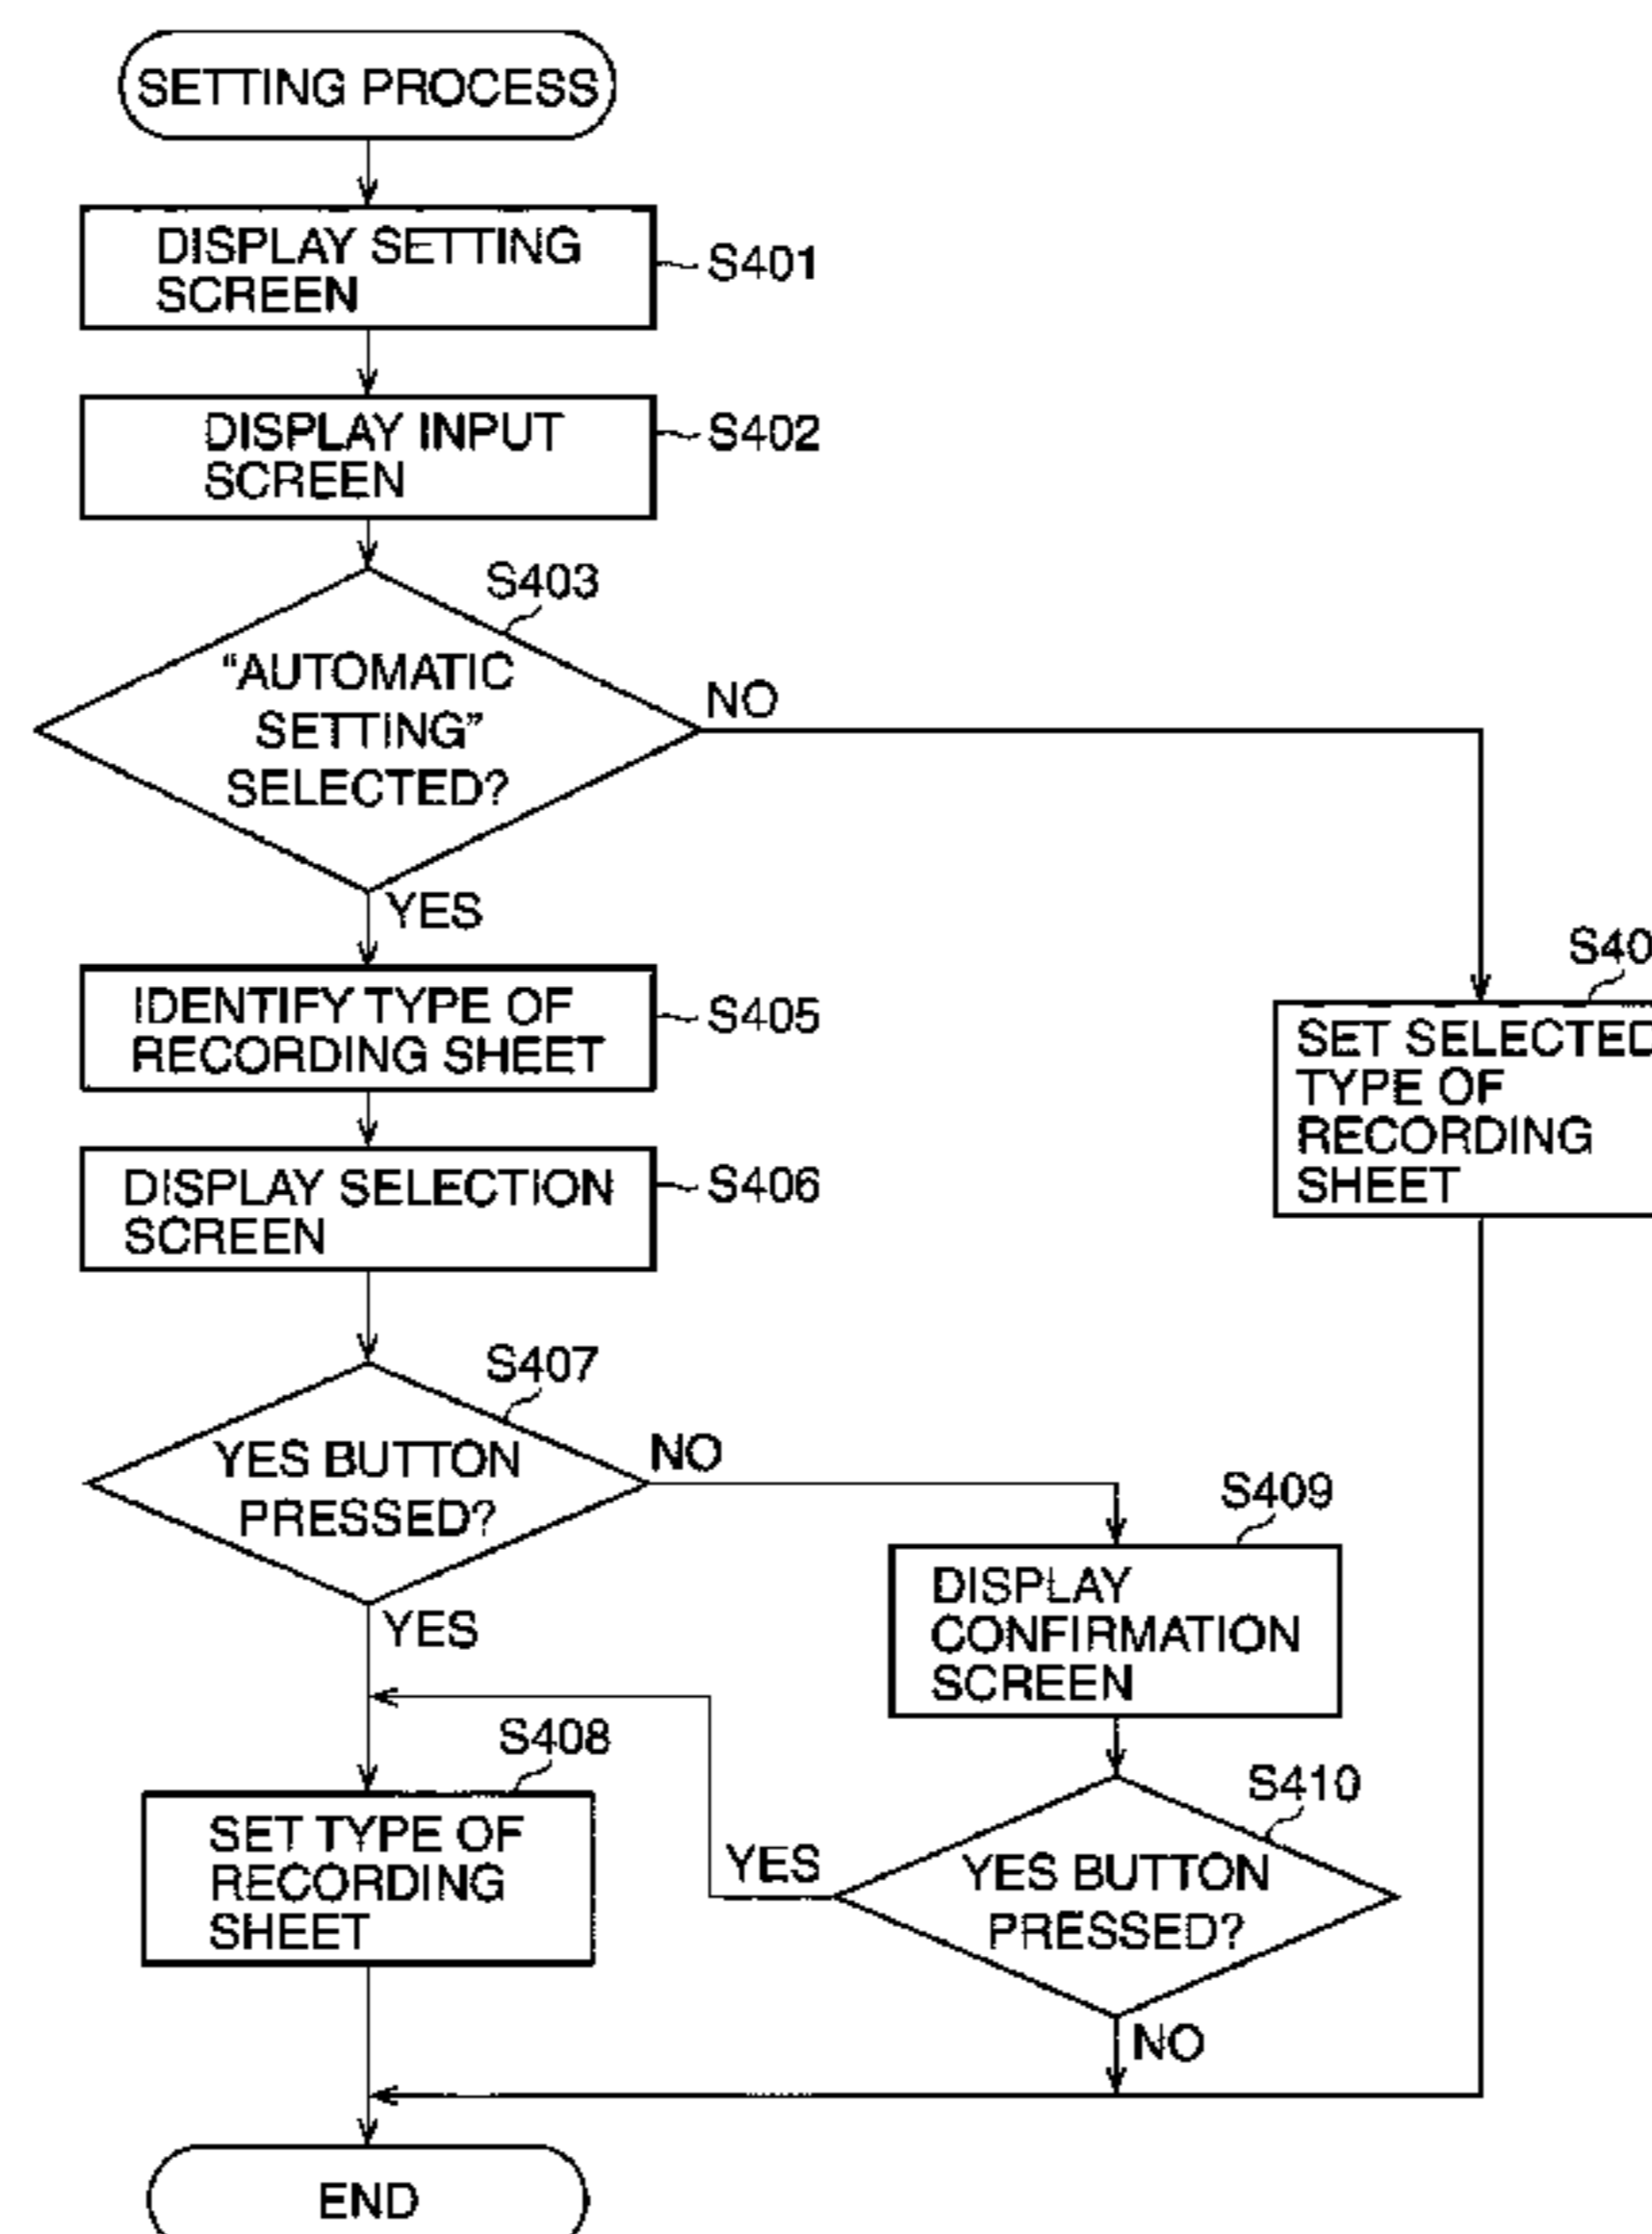 SETTING PROCESS
DISPLAY SETTING
SCREEN
S401
DISPLAY INPUT
SCREEN
S402
S403
“AUTOMATIC
SETTING”
SELECTED?
NO
YES
IDENTIFY TYPE OF
RECORDING SHEET
S405
SET SELECTED
TYPE OF
RECORDING
SHEET
DISPLAY SELECTION
SCREEN
S406
S407
YES BUTTON
PRESSED?
NO
YES
S409
DISPLAY
CONFIRMATION
SCREEN
S408
SET TYPE OF
RECORDING
SHEET
S410
YES BUTTON
PRESSED?
YES
NO
END